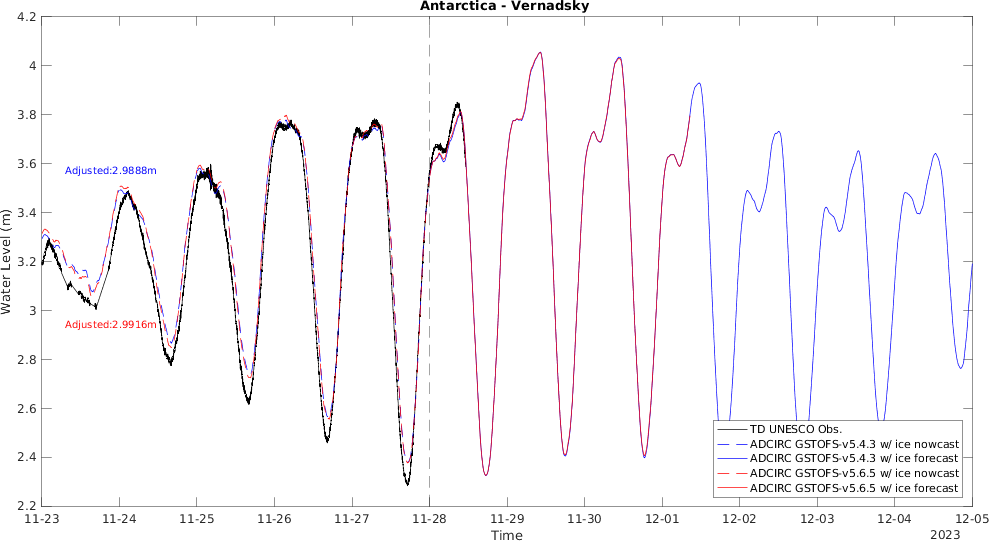 Antarctica - Vernadsky
Water Level (m)
4.2
4
3.8
3.6
3.4
3.2
3
2.8
2.6
2.4
2.2
Adjusted:2.9888m
Adjusted:2.9916m
TD UNESCO Obs.
ADCIRC GSTOFS-v5.4.3 w/ ice nowcast
ADCIRC GSTOFS-v5.4.3 w/ ice forecast
ADCIRC GSTOFS-v5.6.5 w/ ice nowcast
ADCIRC GSTOFS-v5.6.5 w/ ice forecast
11-23 11-24 11-25 11-26 11-27 11-28 11-29 11-30 12-01 12-02 12-03 12-04 12-05
Time
2023